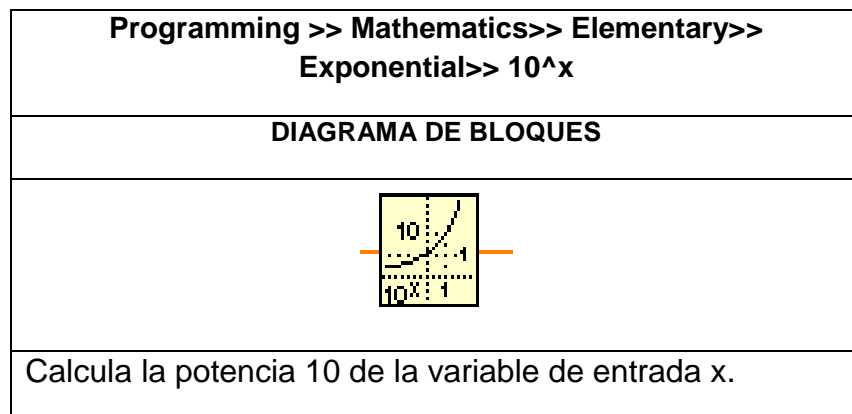 Programming >> Mathematics>> Elementary>>
Exponential>> 10^x
DIAGRAMA DE BLOQUES
10
1
10ˣ 1
Calcula la potencia 10 de la variable de entrada x.